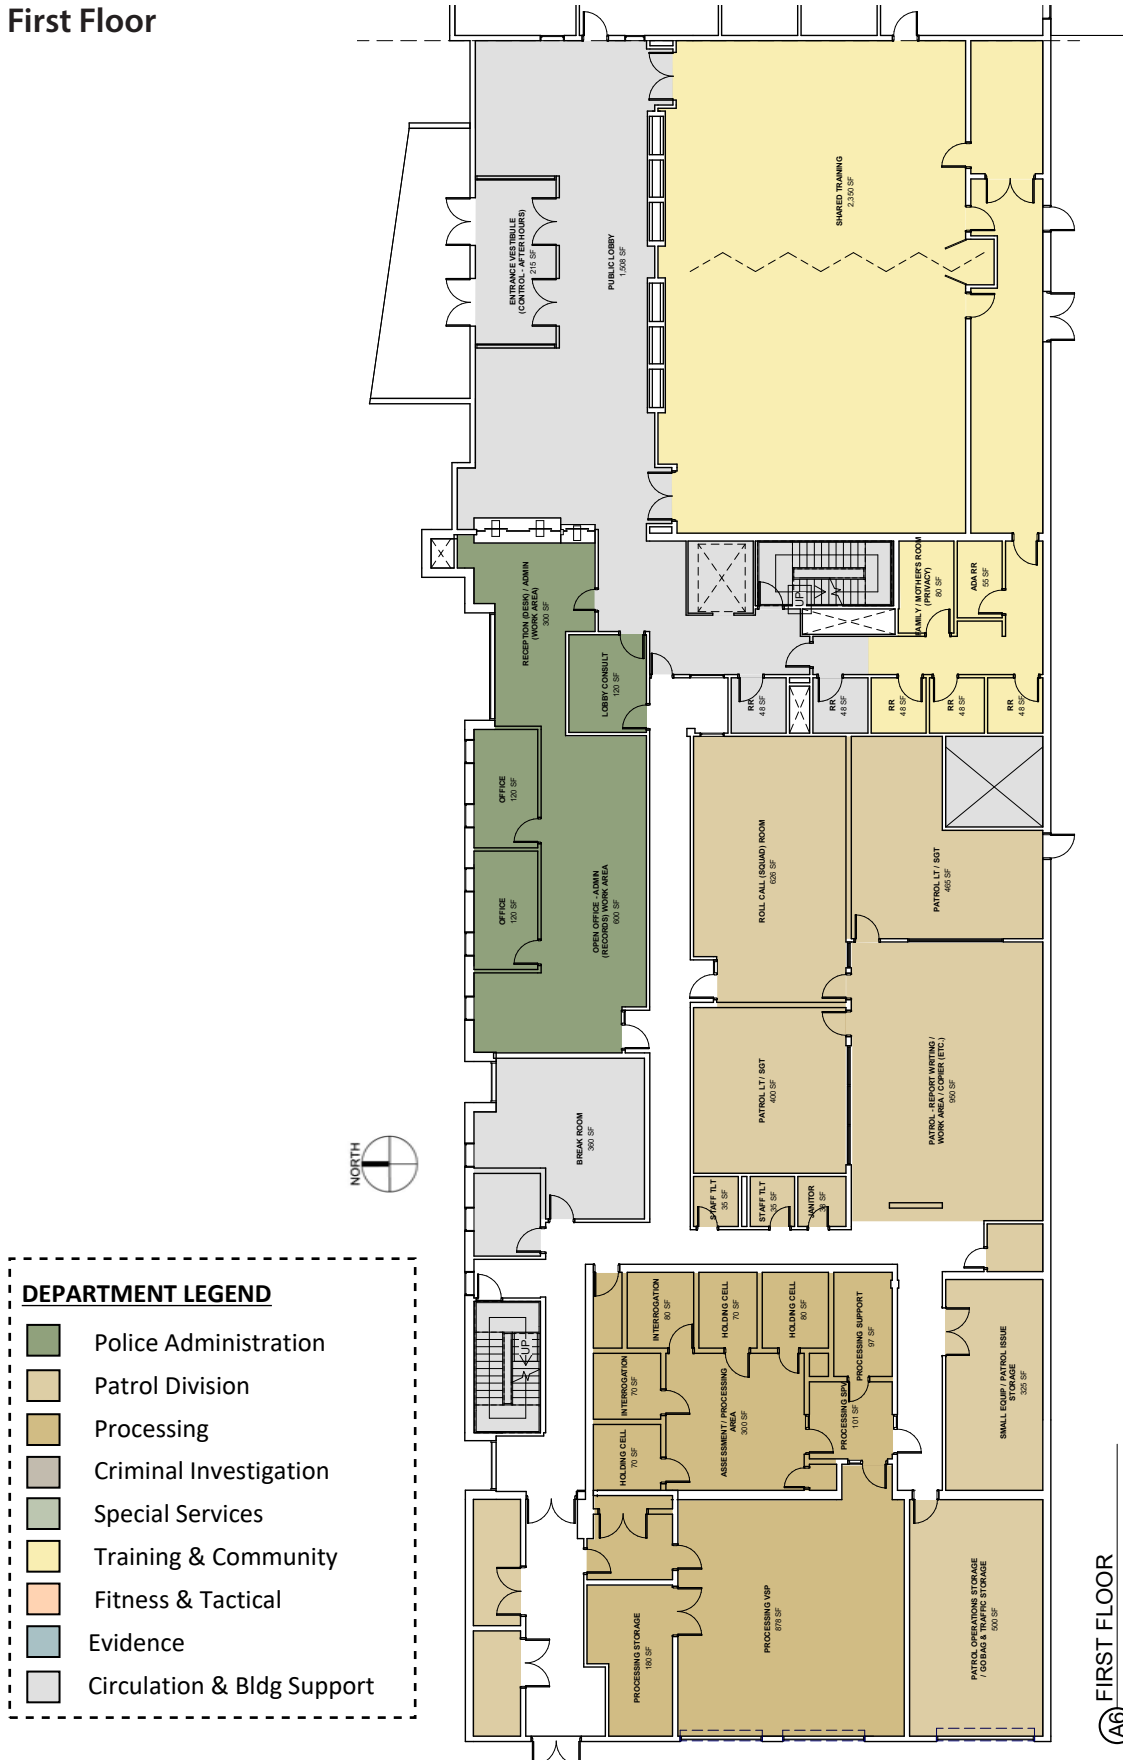 First Floor
ENTRANCE VESTIBULE
(CONTROL - AFTER HOURS)
215 SF
PUBLIC LOBBY
1,508 SF
SHARED TRAINING
2,350 SF
RECEPTION (DESK) / ADMIN
(WORK AREA)
300 SF
LOBBY CONSULT
120 SF
UP
FAMILY / MOTHER'S ROOM
(PRIVACY)
80 SF
ADA RR
55 SF
RR
48 SF
RR
48 SF
RR
48 SF
RR
48 SF
RR
48 SF
OFFICE
120 SF
OFFICE
120 SF
OPEN OFFICE - ADMIN
(RECORDS) WORK AREA
600 SF
ROLL CALL (SQUAD) ROOM
626 SF
PATROL LT / SGT
465 SF
PATROL LT / SGT
400 SF
PATROL - REPORT WRITING /
WORK AREA / COPIER (ETC.)
950 SF
BREAK ROOM
360 SF
STAFF TLT
35 SF
STAFF TLT
35 SF
JANITOR
NORTH
UP
INTERROGATION
80 SF
HOLDING CELL
70 SF
HOLDING CELL
80 SF
PROCESSING SUPPORT
97 SF
INTERROGATION
70 SF
HOLDING CELL
70 SF
ASSESSMENT / PROCESSING
AREA
300 SF
PROCESSING SPV
101 SF
SMALL EQUIP / PATROL ISSUE
STORAGE
325 SF
PROCESSING STORAGE
180 SF
PROCESSING VSP
878 SF
PATROL OPERATIONS STORAGE
/ GO BAG & TRAFFIC STORAGE
500 SF
DEPARTMENT LEGEND
Police Administration
Patrol Division
Processing
Criminal Investigation
Special Services
Training & Community
Fitness & Tactical
Evidence
Circulation & Bldg Support
A6 FIRST FLOOR